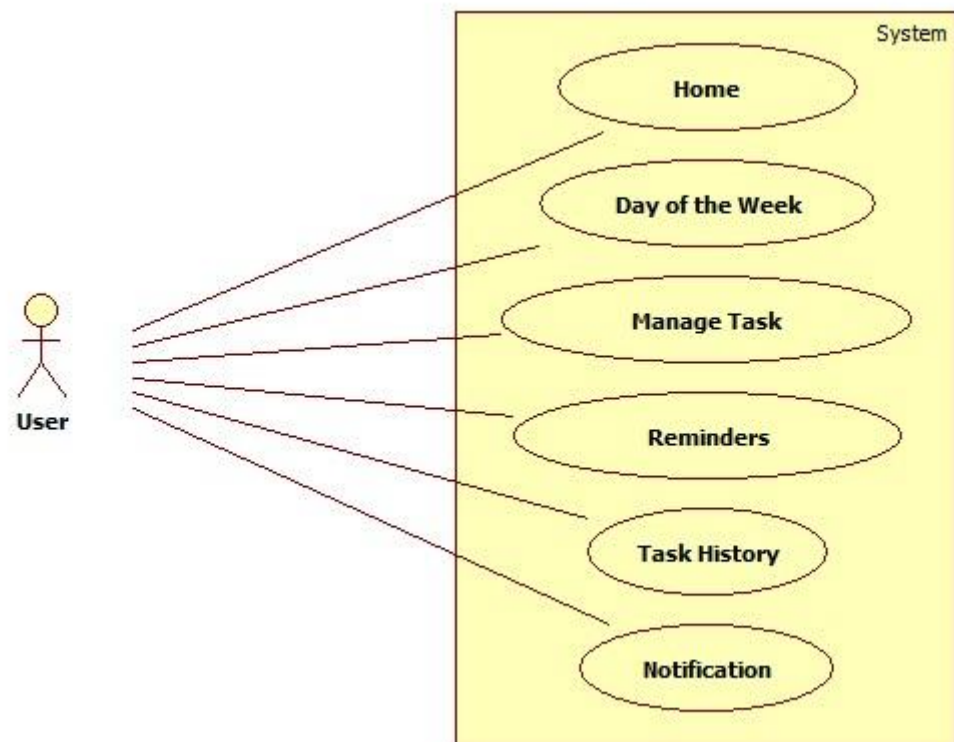 System
Home
Day of the Week
Manage Task
Reminders
User
Task History
Notification